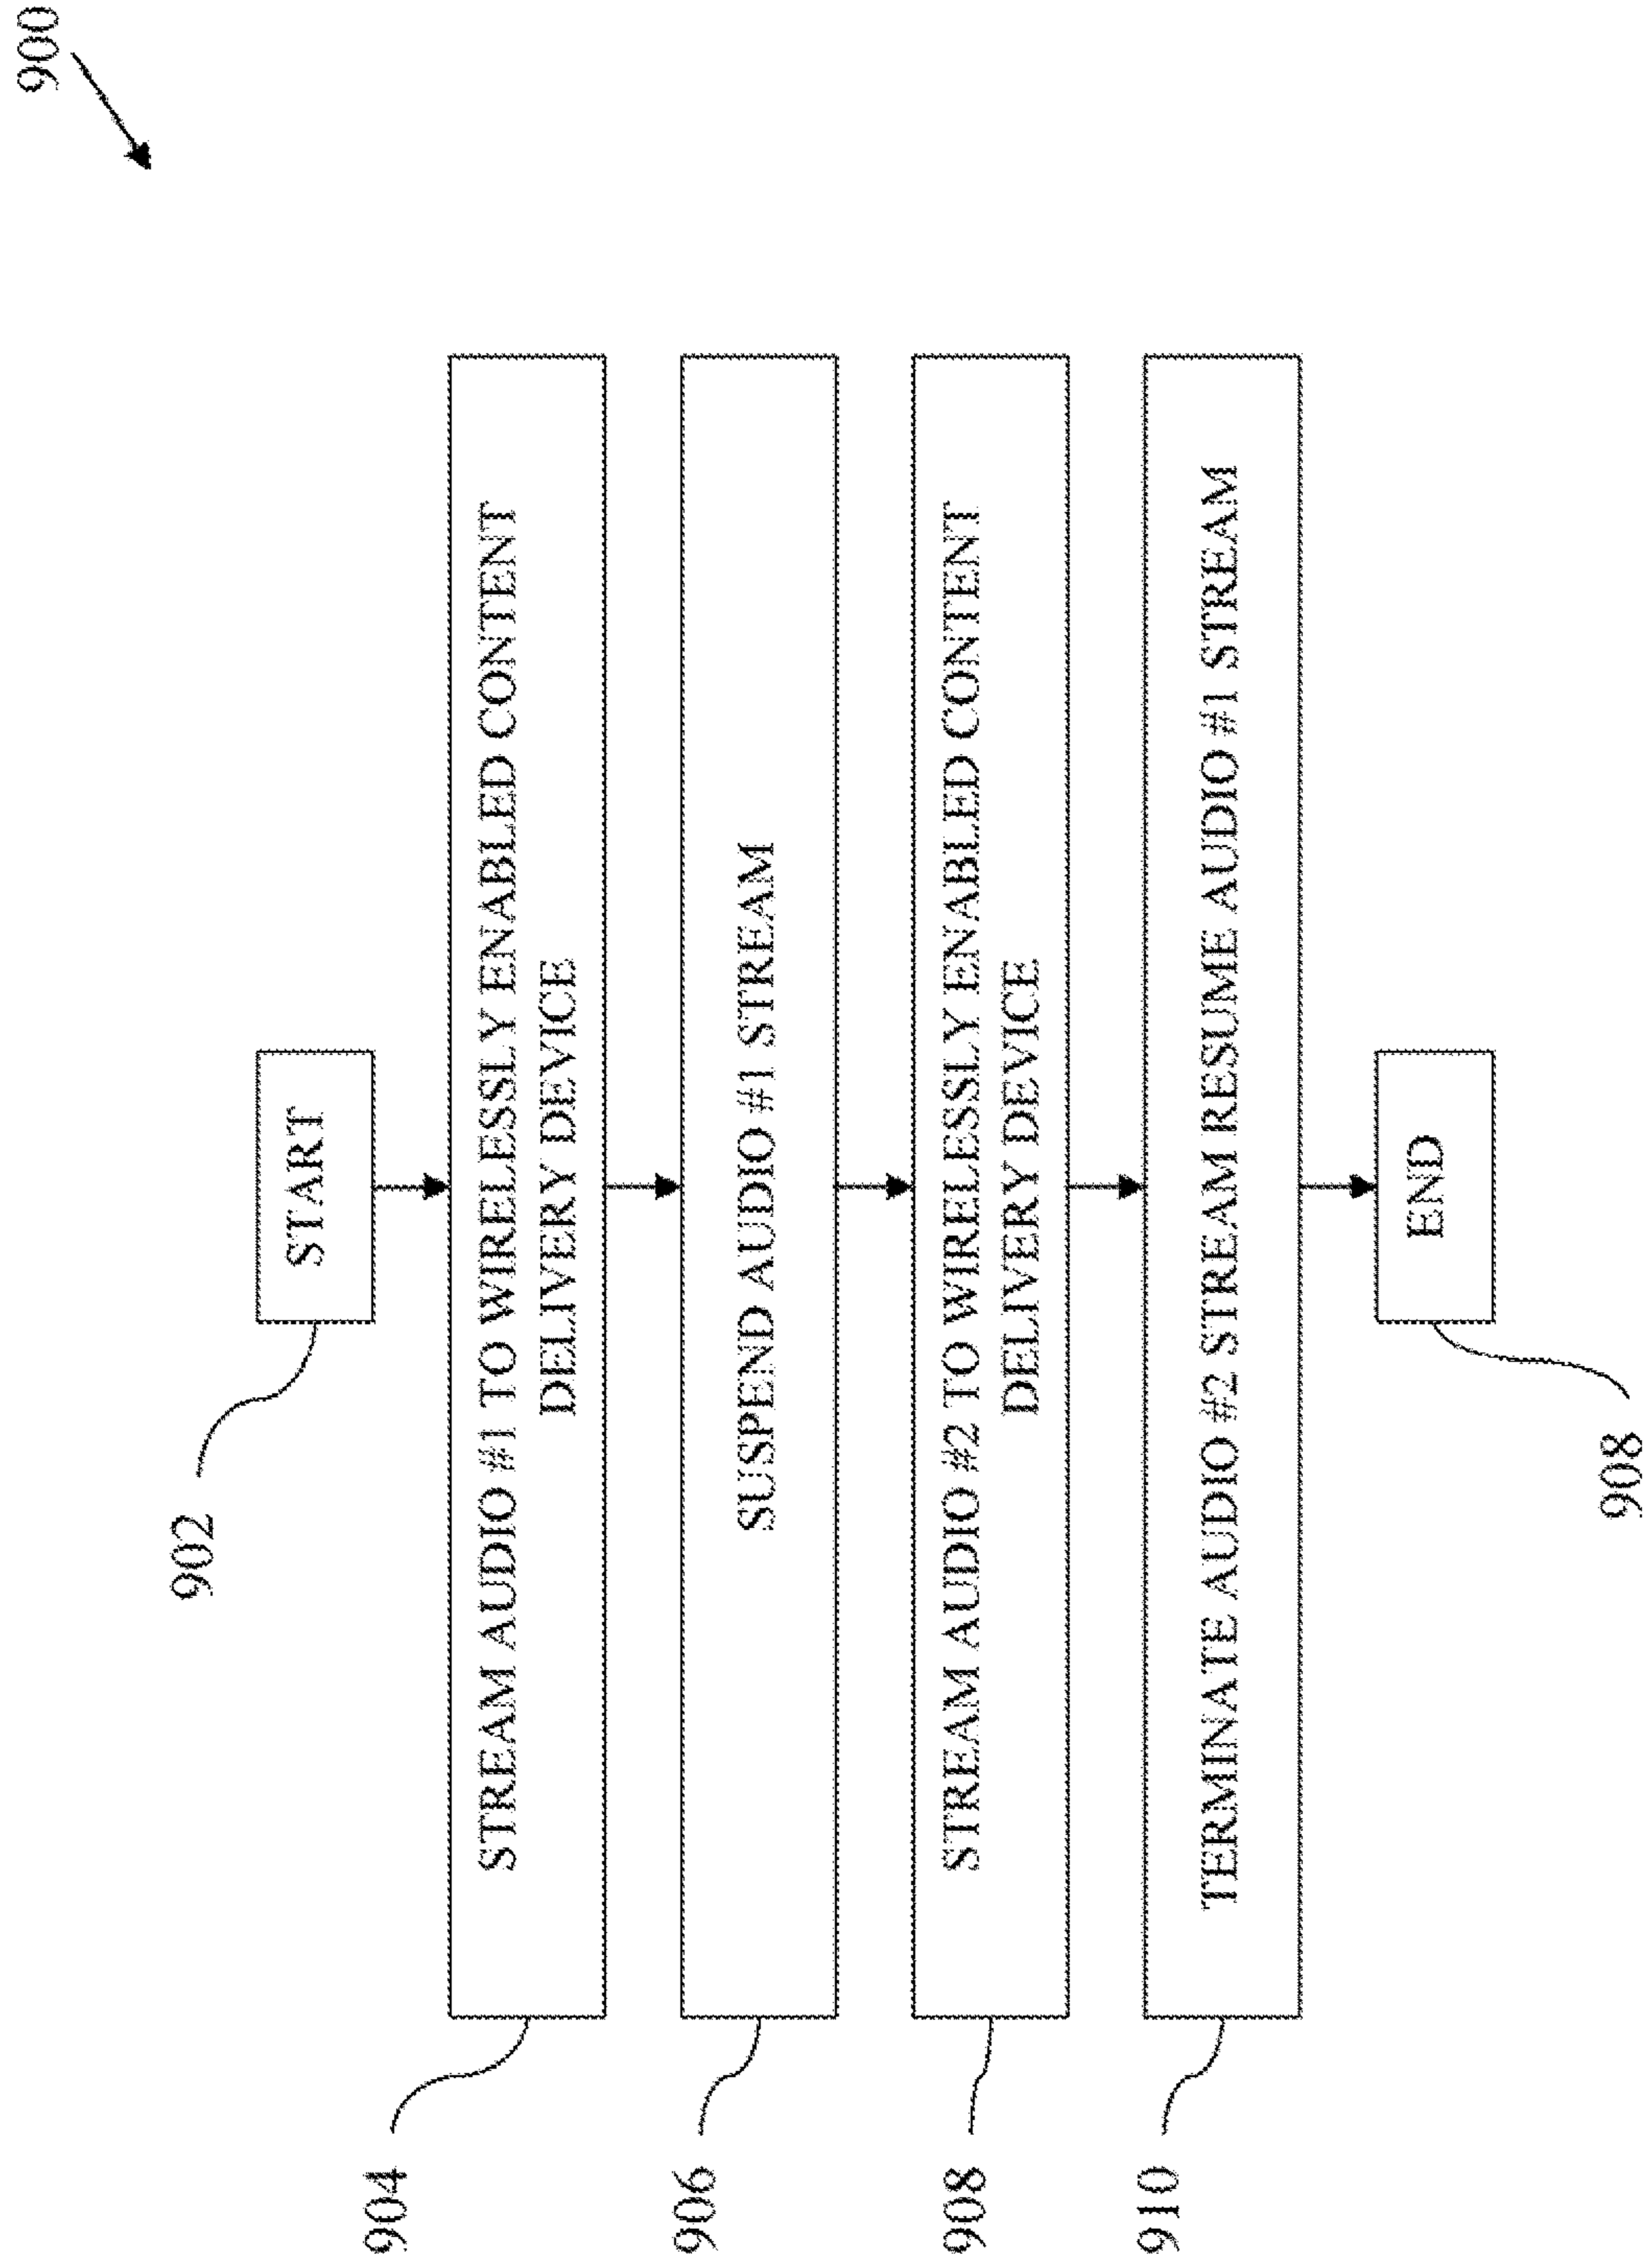 900
902
START
904
STREAM AUDIO #1 TO WIRELESSLY ENABLED CONTENT
DELIVERY DEVICE
906
SUSPEND AUDIO #1 STREAM
908
STREAM AUDIO #2 TO WIRELESSLY ENABLED CONTENT
DELIVERY DEVICE
910
TERMINATE AUDIO #2 STREAM RESUME AUDIO #1 STREAM
END
908